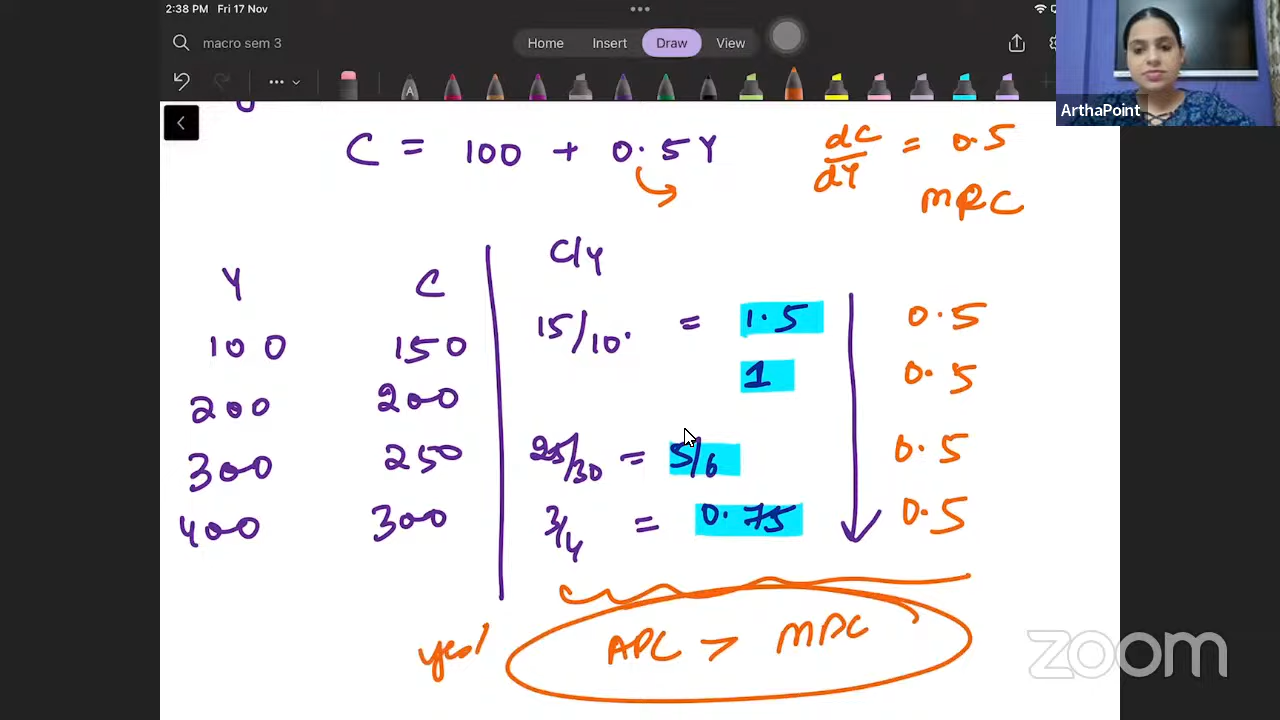 2:38 PM Fri 17 Nov
macro sem 3
Home Insert Draw View
ArthaPoint
C = 100 + 0.5Y
dC/dY = 0.5
MPC
Y C C/Y
100 150 15/10 = 1.5 0.5
200 200 1 0.5
300 250 25/30 = 5/6 0.5
400 300 3/4 = 0.75 0.5
yes! APC > MPC
zoom